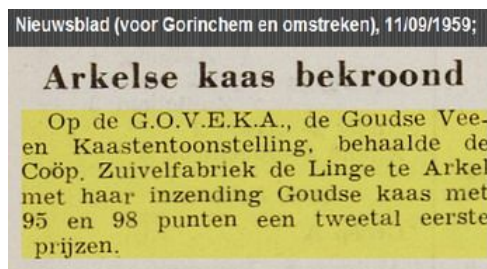 Nieuwsblad (voor Gorinchem en omstreken), 11/09/1959;
Arkelse kaas bekroond
Op de G.O.V.E.K.A., de Goudse Vee-
en Kaastentoonstelling, behaalde de
Coöp. Zuivelfabriek de Linge te Arkel
met haar inzending Goudse kaas met
95 en 98 punten een tweetal eerste
prijzen.